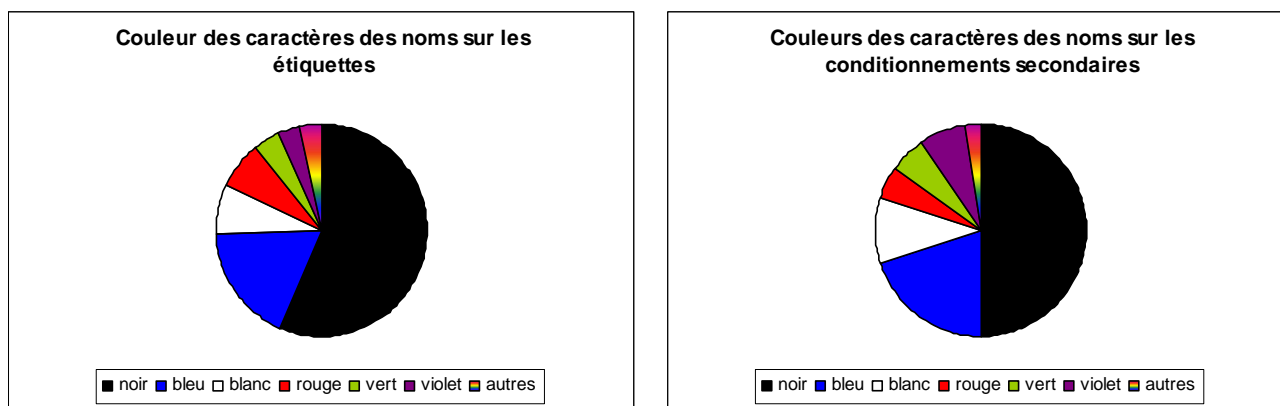 Couleur des caractères des noms sur les
étiquettes
noir bleu blanc rouge vert violet autres
Couleurs des caractères des noms sur les
conditionnements secondaires
noir bleu blanc rouge vert violet autres